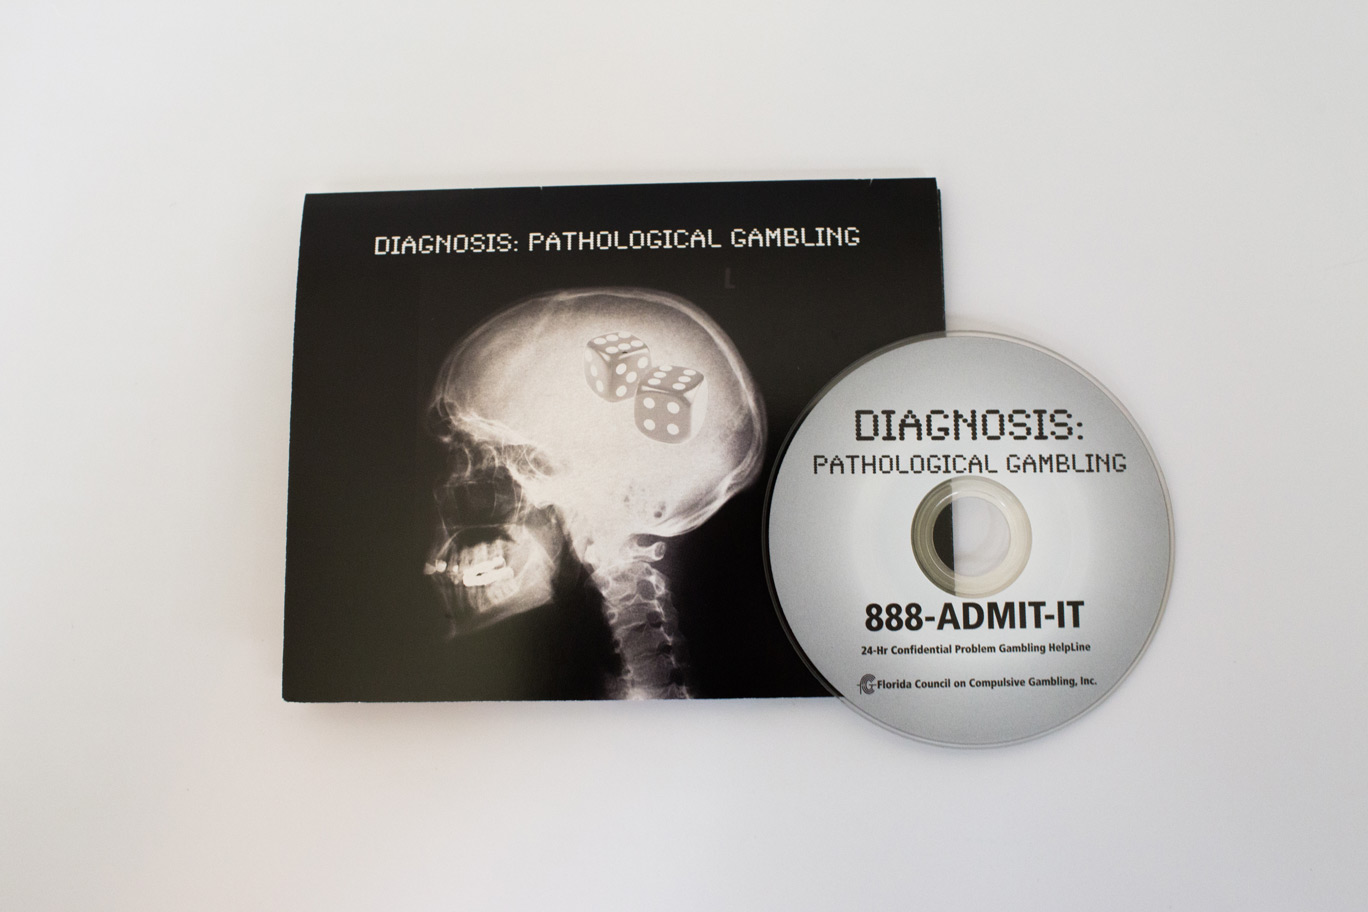 DIAGNOSIS: PATHOLOGICAL GAMBLING
L
DIAGNOSIS:
PATHOLOGICAL GAMBLING
888-ADMIT-IT
24-Hr Confidential Problem Gambling HelpLine
Florida Council on Compulsive Gambling, Inc.